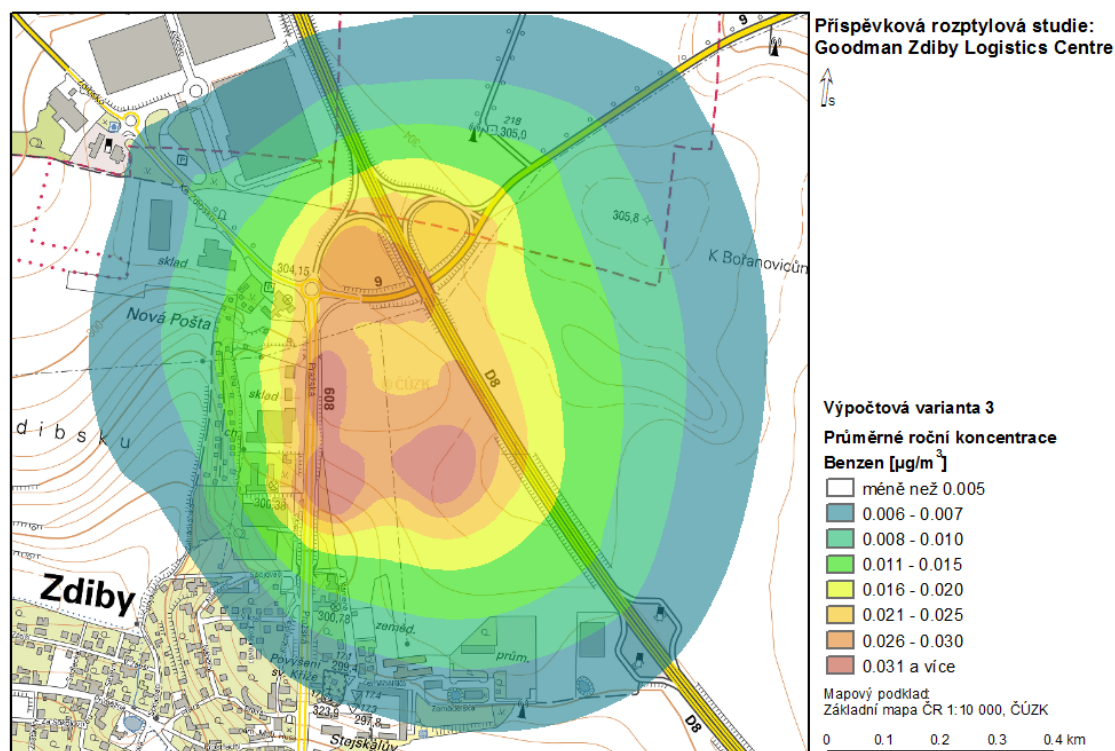 Příspěvková rozptylová studie:
Goodman Zdiby Logistics Centre
S
9
218
305,0
304
305,8
K Bořanovicům
sklad
304,15
9
Nová Pošta
Pražská
608
D8
ČÚZK
sklad
ch.
dibsku
300,38
Zdiby
300,78
zeměd.
prům.
Povýšení
sv. Kříže
299,4
323,9
297,8
Stejskalův
D8
Výpočtová varianta 3
Průměrné roční koncentrace
Benzen [µg/m³]
méně než 0.005
0.006 - 0.007
0.008 - 0.010
0.011 - 0.015
0.016 - 0.020
0.021 - 0.025
0.026 - 0.030
0.031 a více
Mapový podklad:
Základní mapa ČR 1:10 000, ČÚZK
0 0.1 0.2 0.3 0.4 km